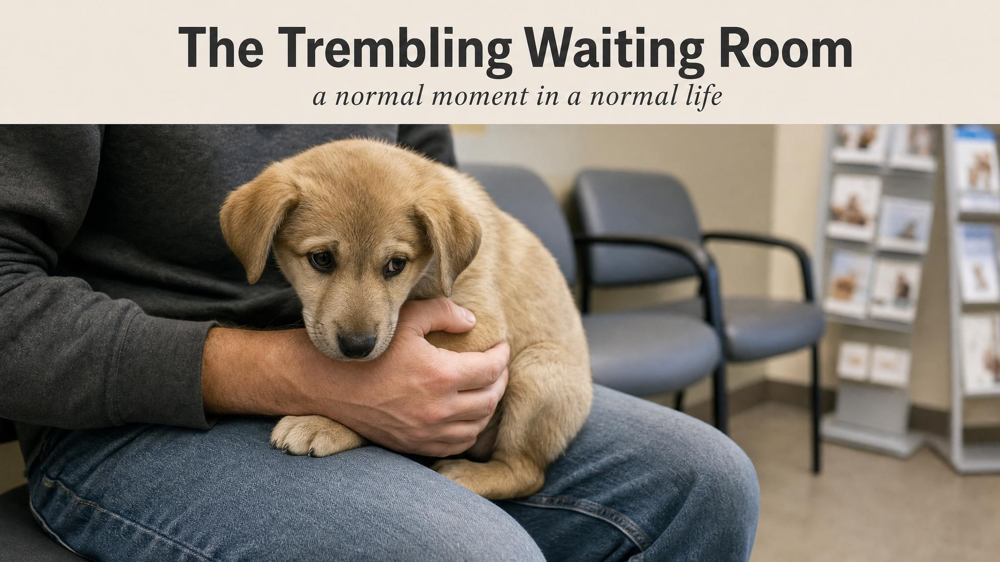 The Trembling Waiting Room
a normal moment in a normal life